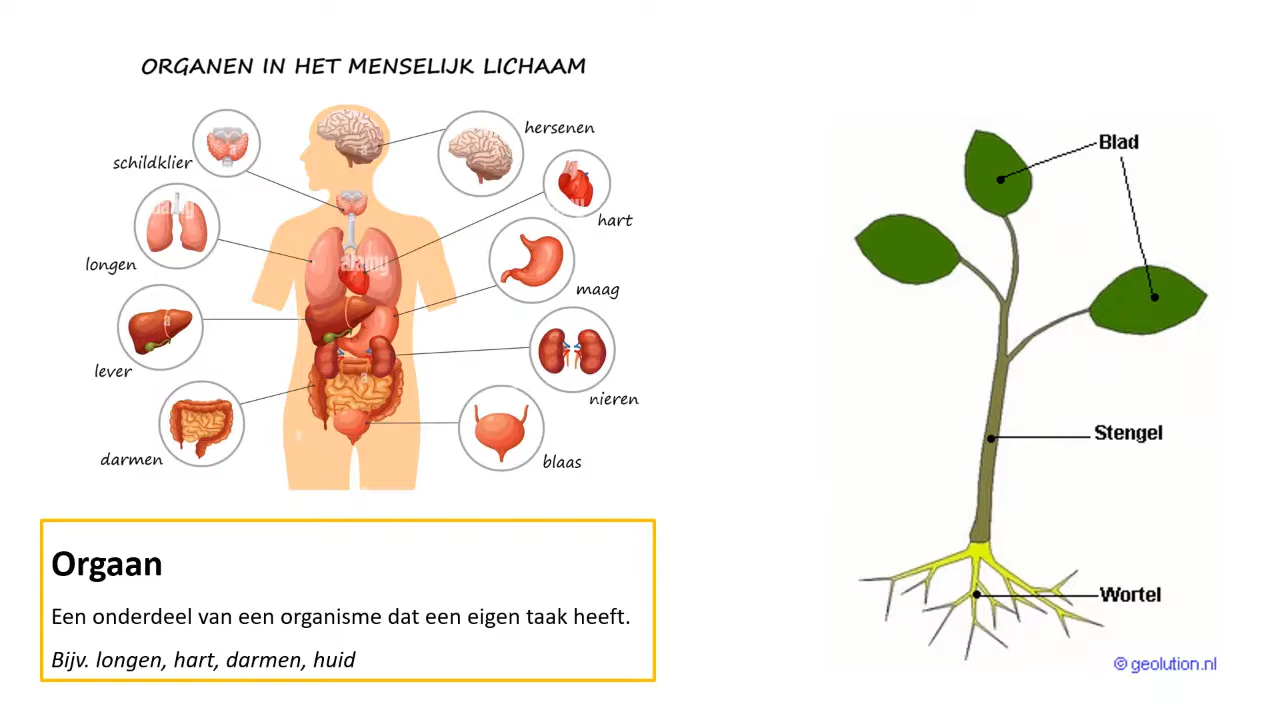 ORGANEN IN HET MENSELIJK LICHAAM
schildklier
hersenen
hart
longen
maag
lever
nieren
darmen
blaas
alamy
Orgaan
Een onderdeel van een organisme dat een eigen taak heeft.
Bijv. longen, hart, darmen, huid
Blad
Stengel
Wortel
© geolution.nl